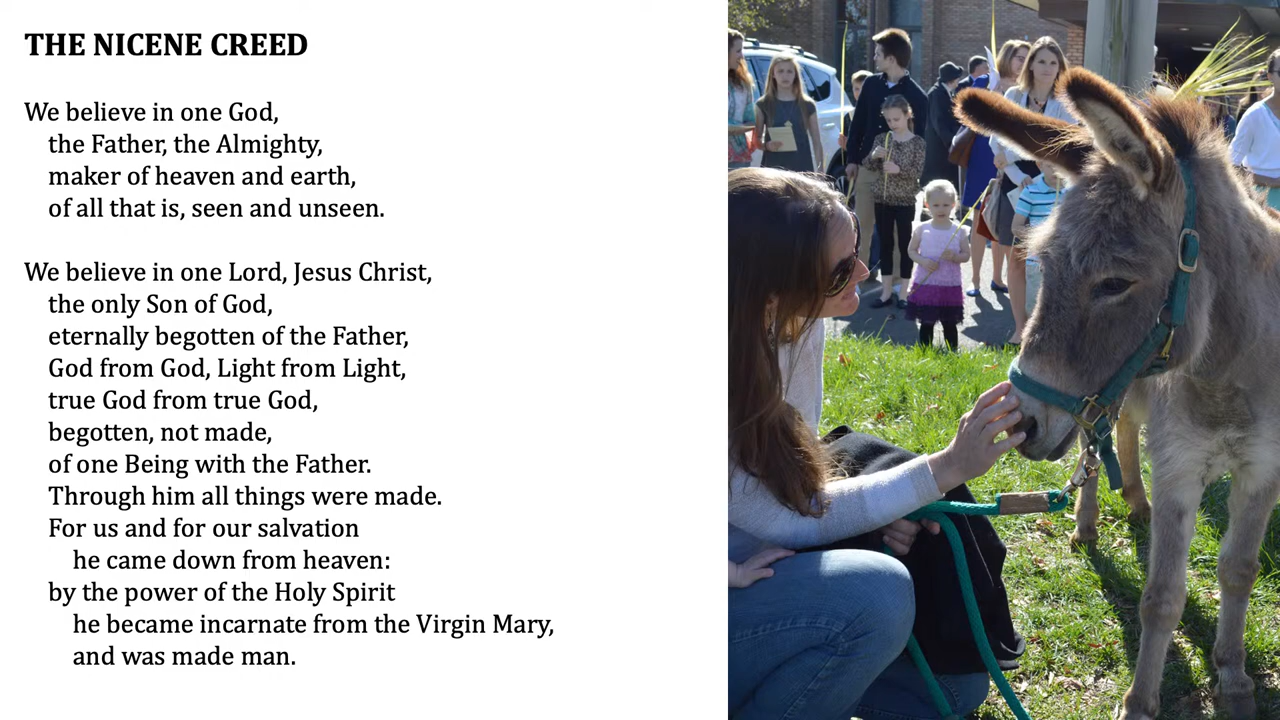 THE NICENE CREED
We believe in one God,
the Father, the Almighty,
maker of heaven and earth,
of all that is, seen and unseen.
We believe in one Lord, Jesus Christ,
the only Son of God,
eternally begotten of the Father,
God from God, Light from Light,
true God from true God,
begotten, not made,
of one Being with the Father.
Through him all things were made.
For us and for our salvation
he came down from heaven:
by the power of the Holy Spirit
he became incarnate from the Virgin Mary,
and was made man.